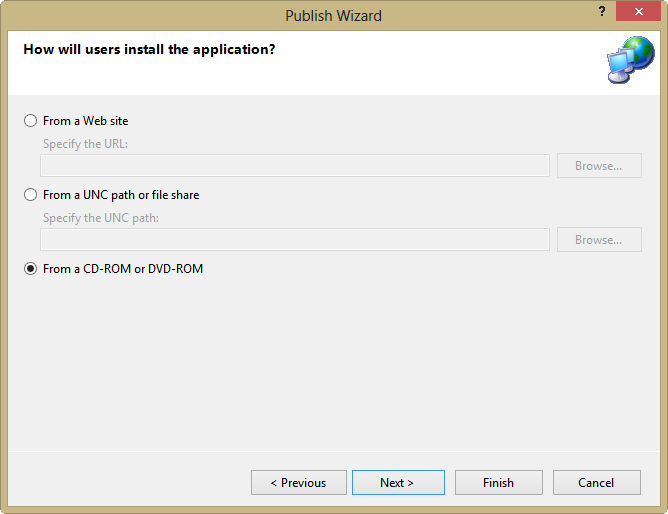 Publish Wizard
?
How will users install the application?
From a Web site
Specify the URL:
Browse...
From a UNC path or file share
Specify the UNC path:
Browse...
From a CD-ROM or DVD-ROM
< Previous Next > Finish Cancel